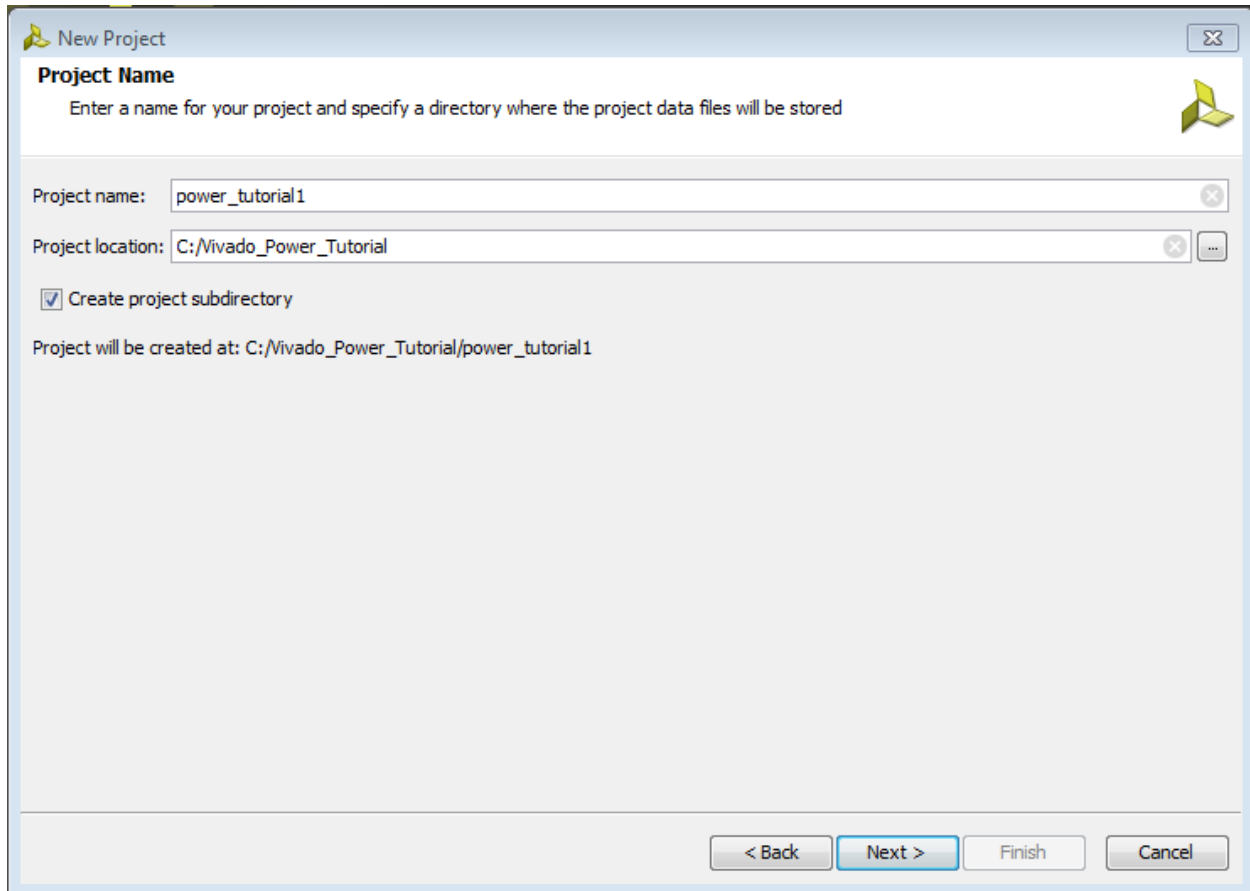 New Project
Project Name
Enter a name for your project and specify a directory where the project data files will be stored
Project name: power_tutorial1
Project location: C:/Vivado_Power_Tutorial ...
Create project subdirectory
Project will be created at: C:/Vivado_Power_Tutorial/power_tutorial1
< Back Next > Finish Cancel